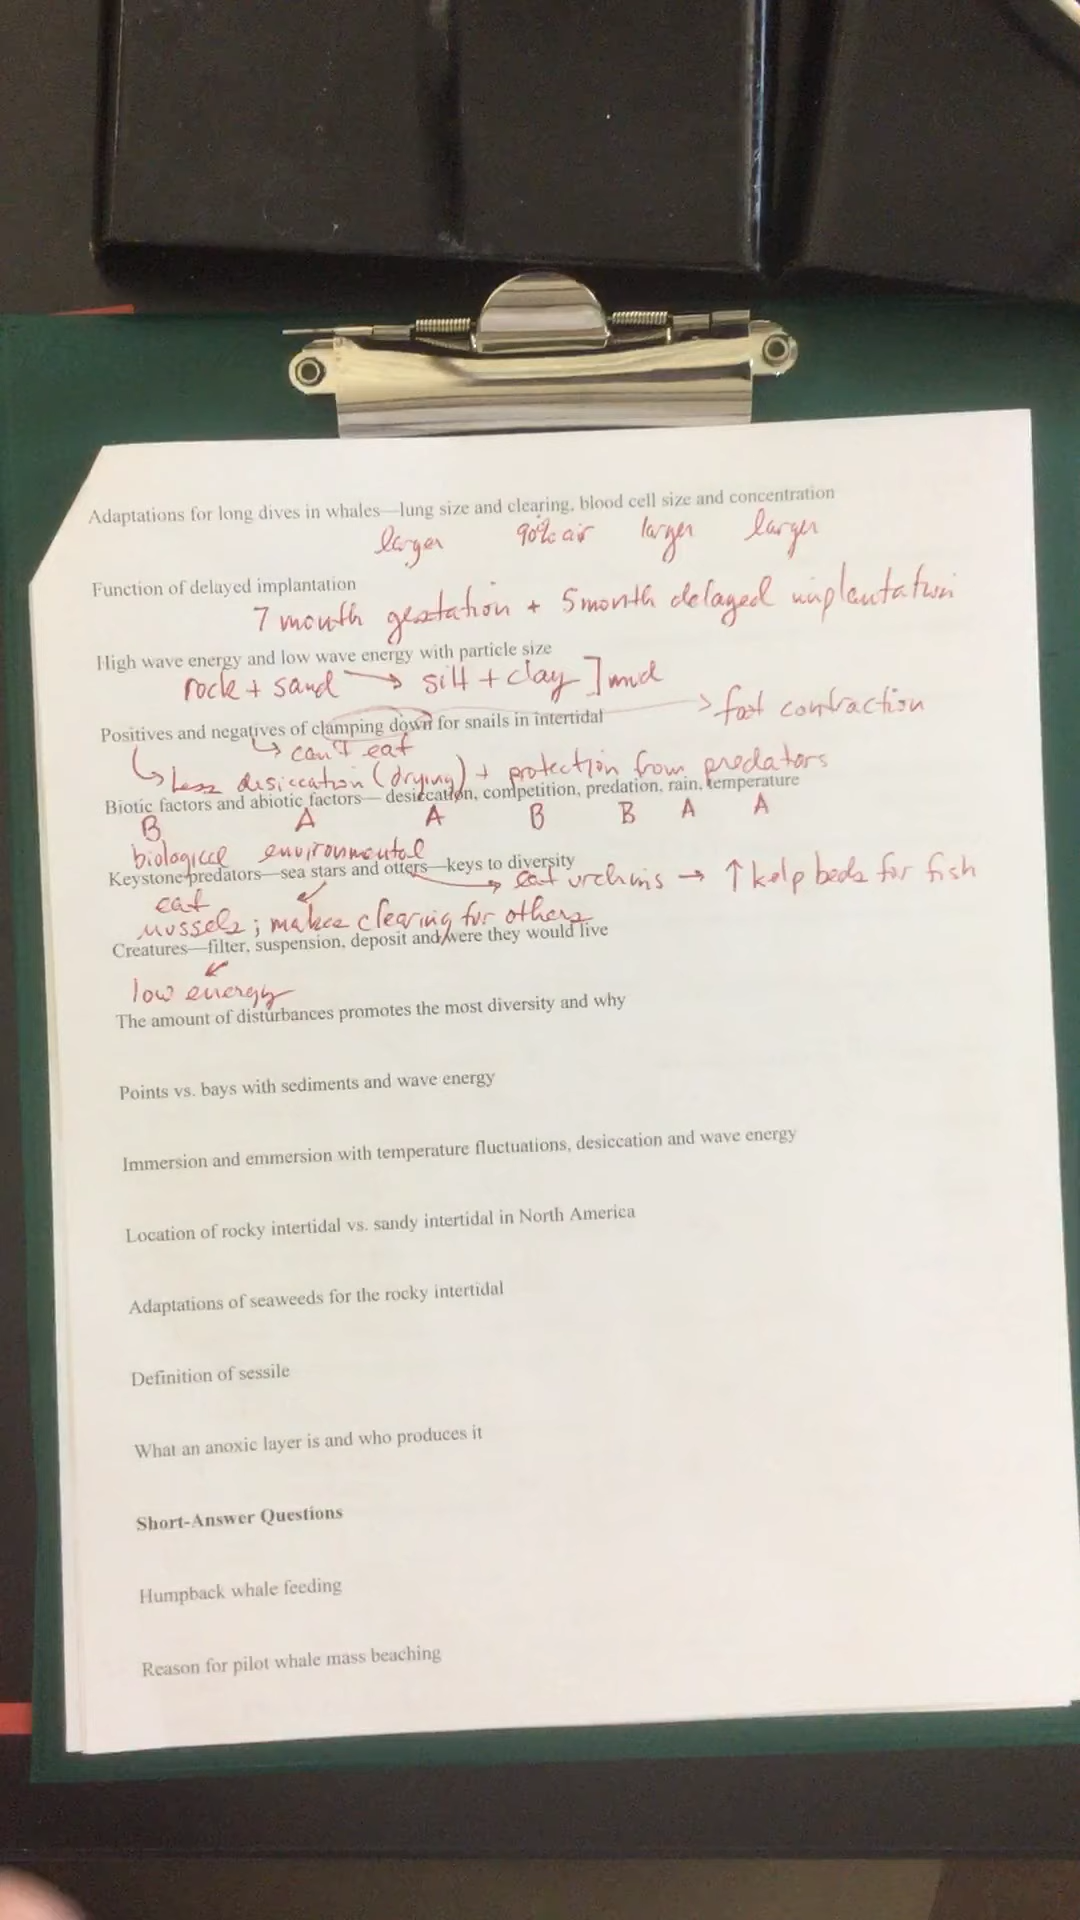 Adaptations for long dives in whales—lung size and clearing, blood cell size and concentration
larger 90% air larger larger
Function of delayed implantation
7 month gestation + 5 month delayed implantation
High wave energy and low wave energy with particle size
rock + sand → silt + clay ] mud
Positives and negatives of clamping down for snails in intertidal
→ foot contraction
↳ can't eat
↳ Less desiccation (drying) + protection from predators
Biotic factors and abiotic factors— desiccation, competition, predation, rain, temperature
B A A B B A A
biological environmental
Keystone predators—sea stars and otters—keys to diversity
→ eat urchins → ↑ kelp beds for fish
eat
mussels; makes clearing for others
Creatures—filter, suspension, deposit and were they would live
low energy
The amount of disturbances promotes the most diversity and why
Points vs. bays with sediments and wave energy
Immersion and emmersion with temperature fluctuations, desiccation and wave energy
Location of rocky intertidal vs. sandy intertidal in North America
Adaptations of seaweeds for the rocky intertidal
Definition of sessile
What an anoxic layer is and who produces it
Short-Answer Questions
Humpback whale feeding
Reason for pilot whale mass beaching